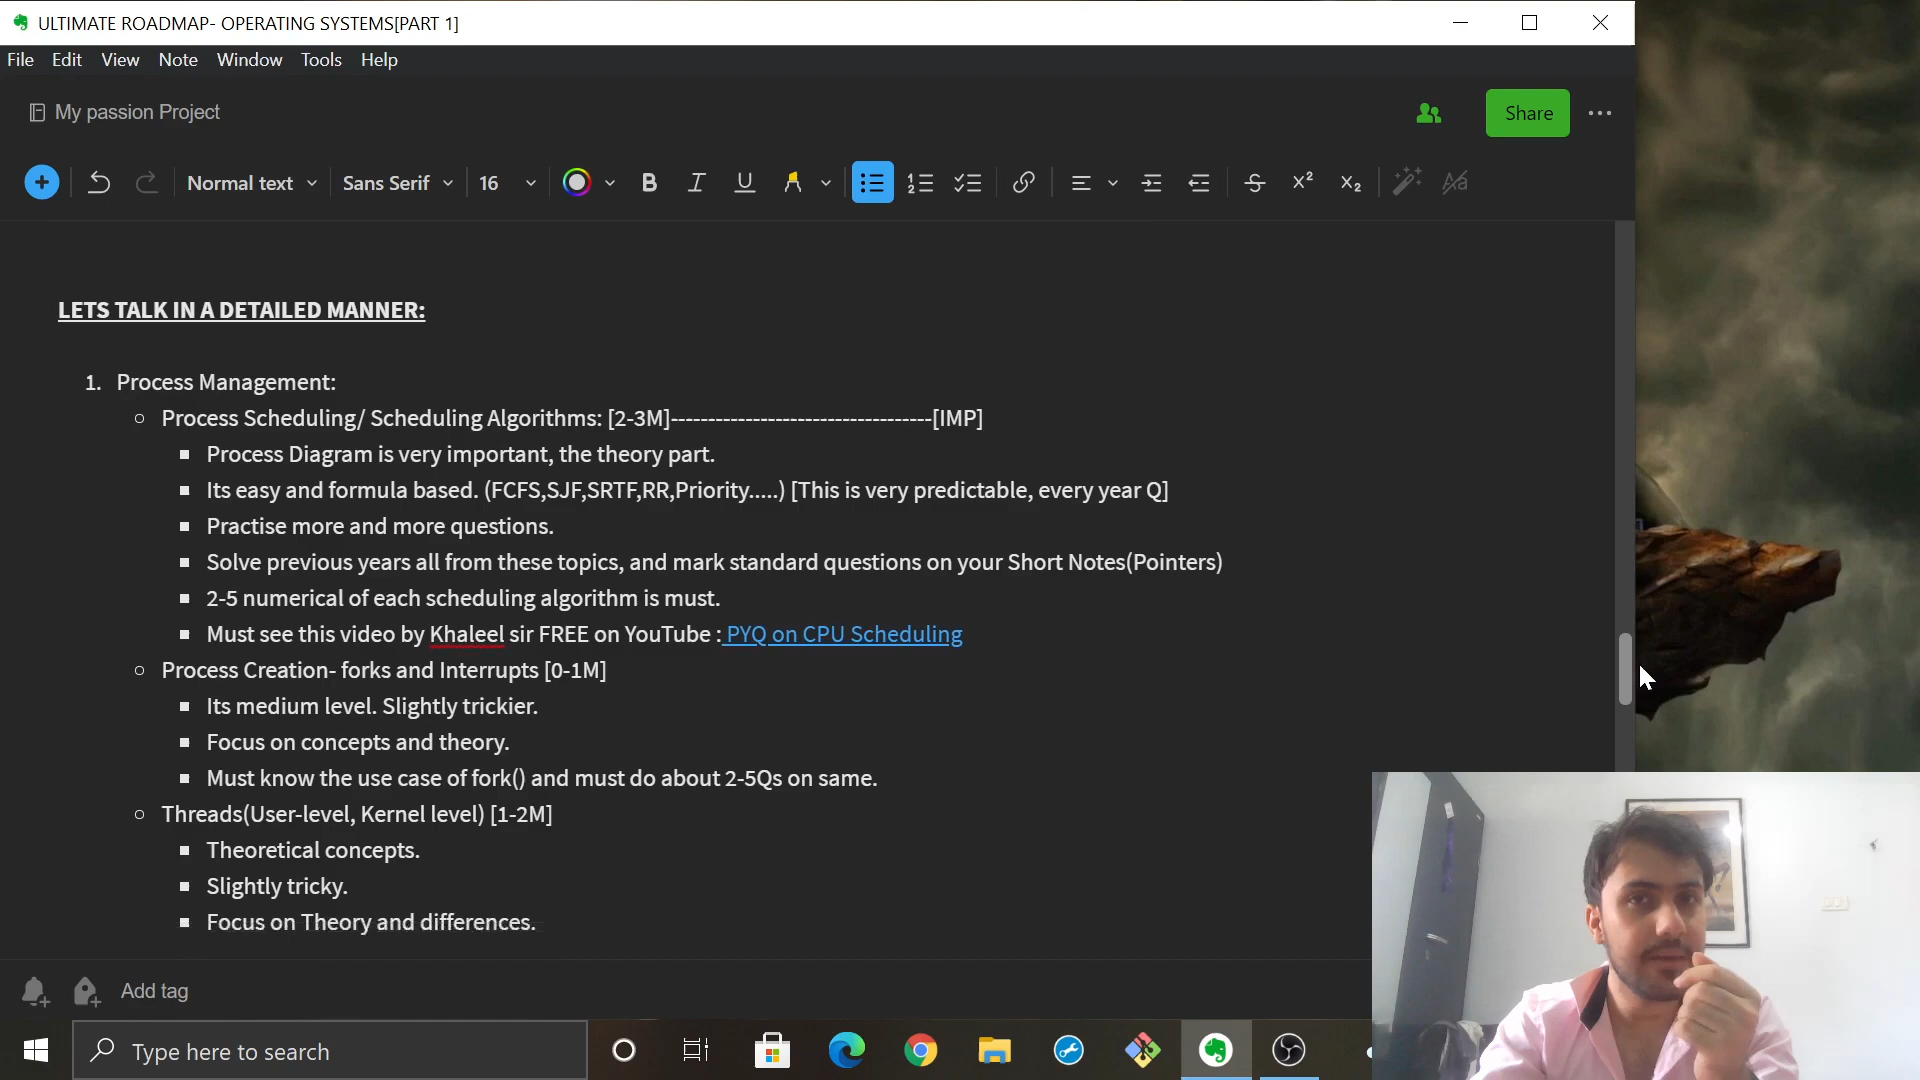 ULTIMATE ROADMAP- OPERATING SYSTEMS[PART 1]
File Edit View Note Window Tools Help
My passion Project
Share
Normal text Sans Serif 16
LETS TALK IN A DETAILED MANNER:
1. Process Management:
Process Scheduling/ Scheduling Algorithms: [2-3M]-----------------------------------[IMP]
Process Diagram is very important, the theory part.
Its easy and formula based. (FCFS,SJF,SRTF,RR,Priority.....) [This is very predictable, every year Q]
Practise more and more questions.
Solve previous years all from these topics, and mark standard questions on your Short Notes(Pointers)
2-5 numerical of each scheduling algorithm is must.
Must see this video by Khaleel sir FREE on YouTube : PYQ on CPU Scheduling
Process Creation- forks and Interrupts [0-1M]
Its medium level. Slightly trickier.
Focus on concepts and theory.
Must know the use case of fork() and must do about 2-5Qs on same.
Threads(User-level, Kernel level) [1-2M]
Theoretical concepts.
Slightly tricky.
Focus on Theory and differences.
Add tag
Type here to search